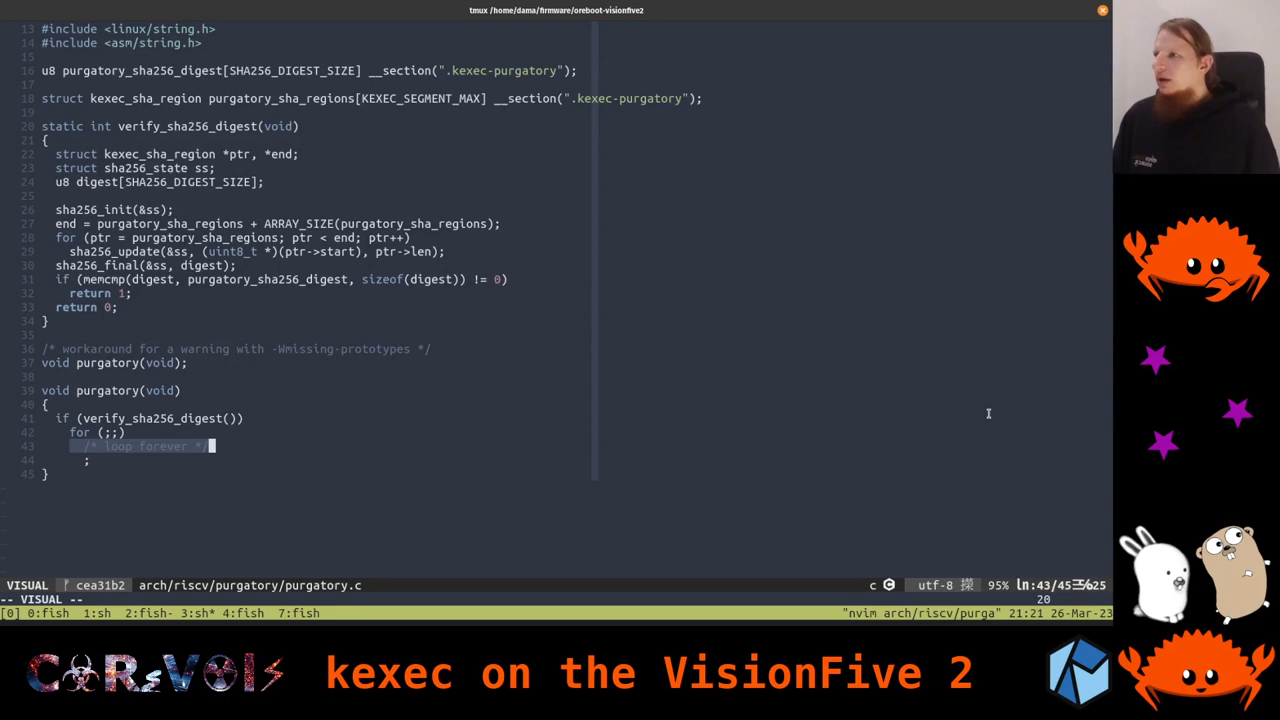 tmux /home/dama/firmware/oreboot-visionfive2
13 #include <linux/string.h>
14 #include <asm/string.h>
15
16 u8 purgatory_sha256_digest[SHA256_DIGEST_SIZE] __section(".kexec-purgatory");
17
18 struct kexec_sha_region purgatory_sha_regions[KEXEC_SEGMENT_MAX] __section(".kexec-purgatory");
19
20 static int verify_sha256_digest(void)
21 {
22 struct kexec_sha_region *ptr, *end;
23 struct sha256_state ss;
24 u8 digest[SHA256_DIGEST_SIZE];
25
26 sha256_init(&ss);
27 end = purgatory_sha_regions + ARRAY_SIZE(purgatory_sha_regions);
28 for (ptr = purgatory_sha_regions; ptr < end; ptr++)
29 sha256_update(&ss, (uint8_t *)(ptr->start), ptr->len);
30 sha256_final(&ss, digest);
31 if (memcmp(digest, purgatory_sha256_digest, sizeof(digest)) != 0)
32 return 1;
33 return 0;
34 }
35
36 /* workaround for a warning with -Wmissing-prototypes */
37 void purgatory(void);
38
39 void purgatory(void)
40 {
41 if (verify_sha256_digest())
42 for (;;)
43 /* loop forever */
44 ;
45 }
VISUAL cea31b2 arch/riscv/purgatory/purgatory.c c utf-8 95% ln:43/45
-- VISUAL -- 20
[0] 0:fish 1:sh 2:fish- 3:sh* 4:fish 7:fish "nvim arch/riscv/purga" 21:21 26-Mar-23
kexec on the VisionFive 2